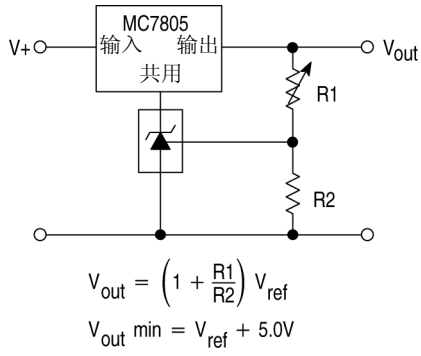 MC7805
V+ 输入 输出 Vout
共用
R1
R2
Vout = (1 + R1/R2) Vref
Vout min = Vref + 5.0V